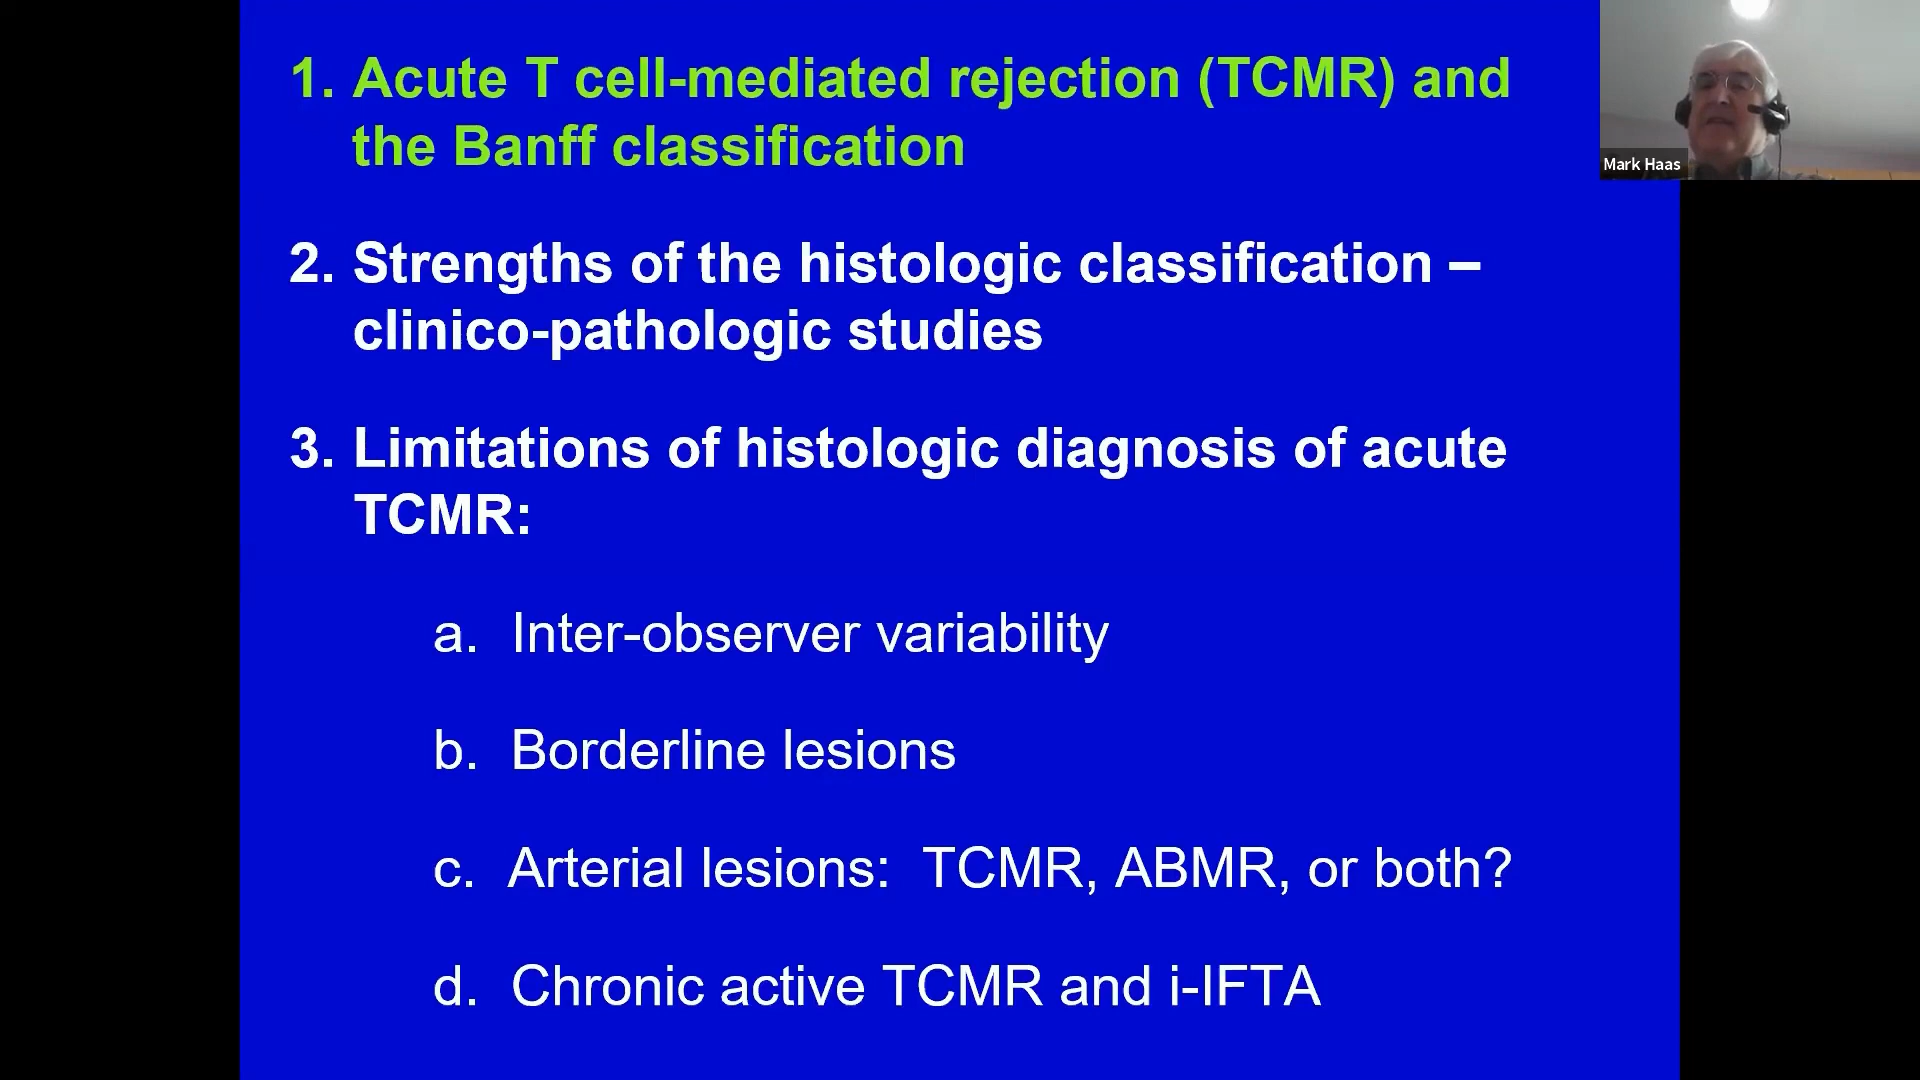 1. Acute T cell-mediated rejection (TCMR) and
the Banff classification
Mark Haas
2. Strengths of the histologic classification –
clinico-pathologic studies
3. Limitations of histologic diagnosis of acute
TCMR:
a. Inter-observer variability
b. Borderline lesions
c. Arterial lesions: TCMR, ABMR, or both?
d. Chronic active TCMR and i-IFTA